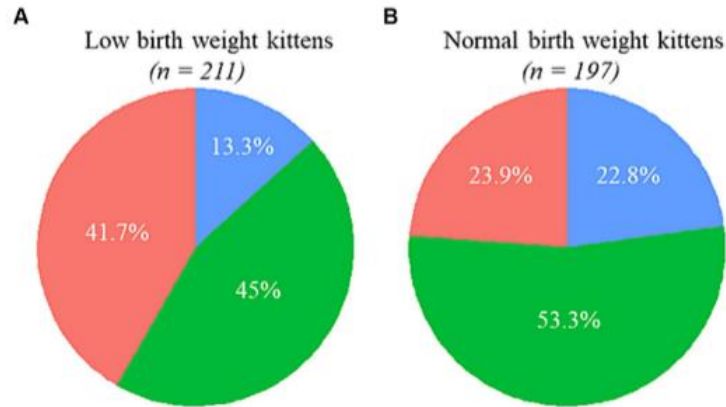 A
Low birth weight kittens
(n = 211)
13.3%
41.7%
45%
B
Normal birth weight kittens
(n = 197)
23.9%
22.8%
53.3%